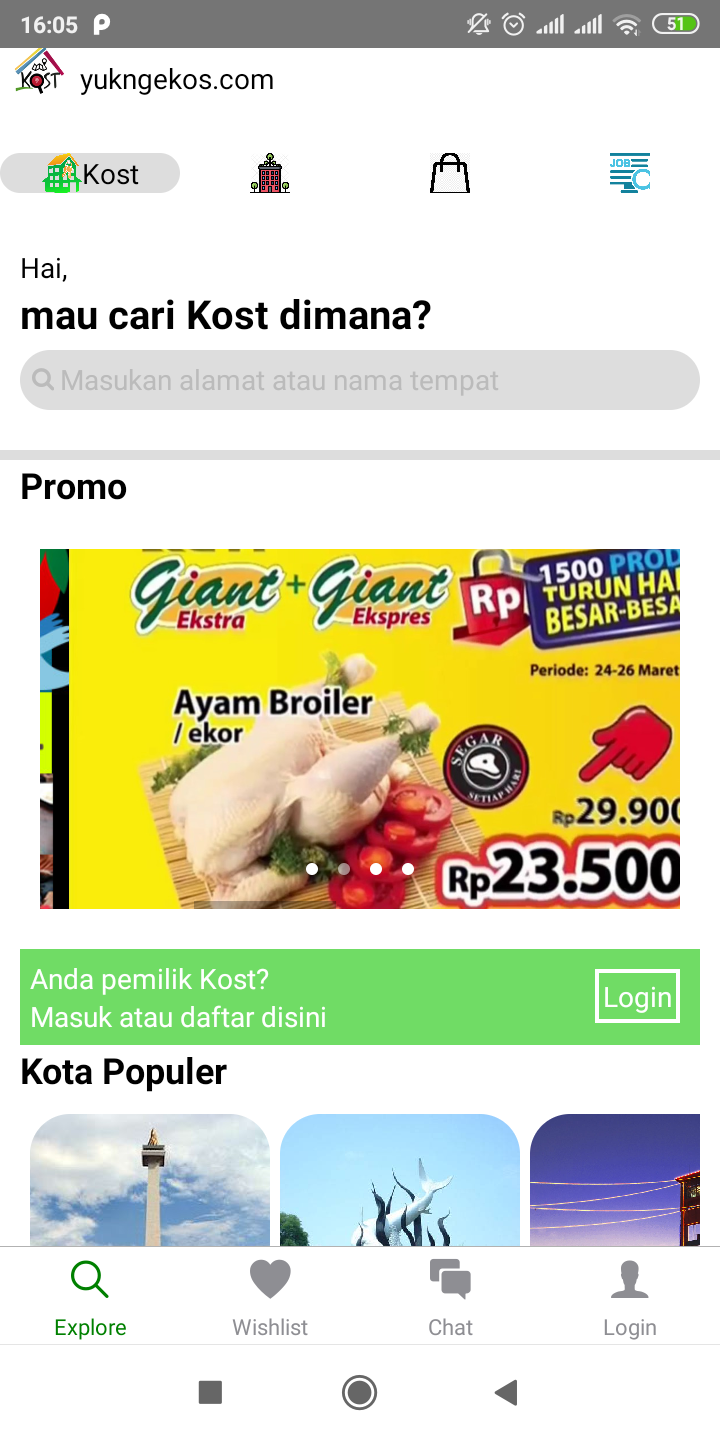 16:05
51
KOST
yukngekos.com
Kost
JOB
Hai,
mau cari Kost dimana?
Masukan alamat atau nama tempat
Promo
Giant + Giant
Ekstra Ekspres
Rp
1500 PROD
TURUN HA
BESAR-BESA
Periode: 24-26 Maret
Ayam Broiler
/ ekor
SEGAR
SETIAP HARI
Rp29.900
Rp23.500
Anda pemilik Kost?
Masuk atau daftar disini
Login
Kota Populer
Explore
Wishlist
Chat
Login